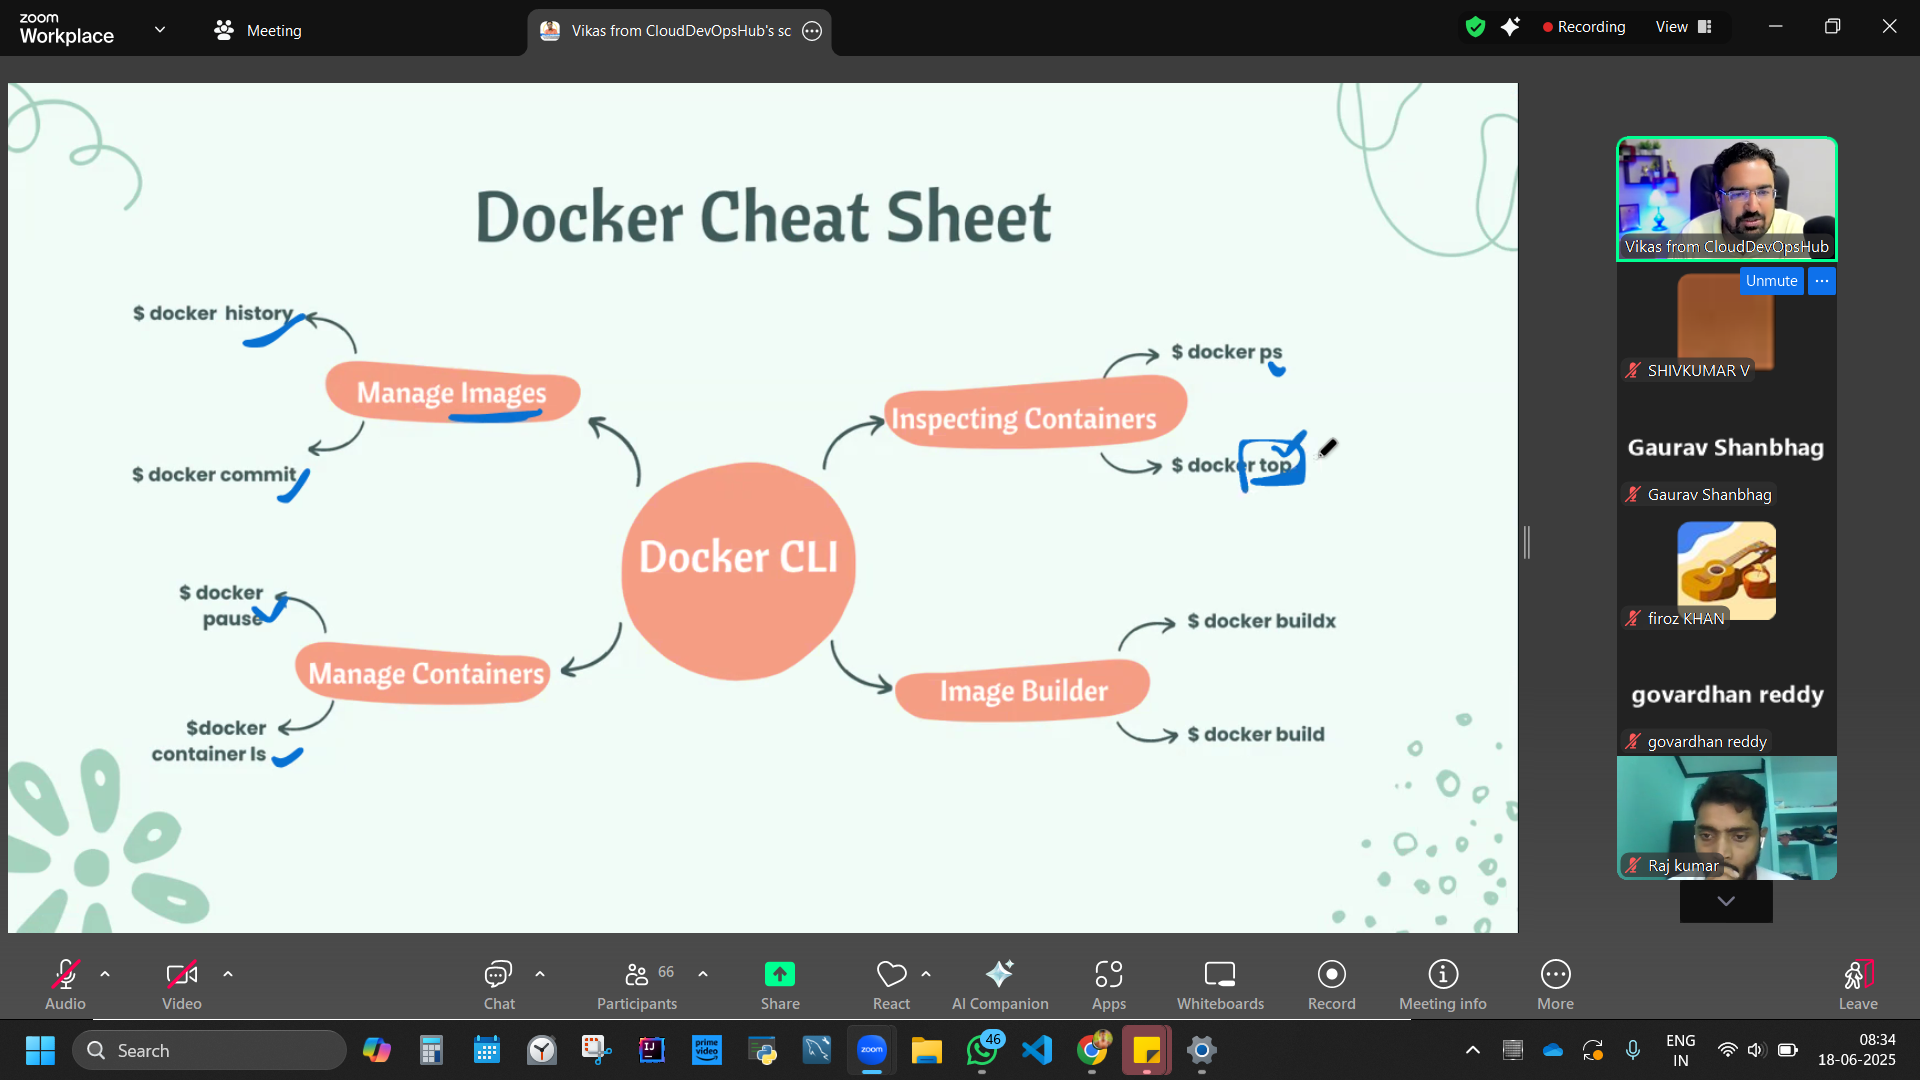 zoom
Workplace
Meeting
Vikas from CloudDevOpsHub's sc
Recording
View
Docker Cheat Sheet
$ docker history
Manage Images
$ docker commit
$ docker ps
Inspecting Containers
$ docker top
Docker CLI
$ docker
pause
Manage Containers
$docker
container ls
$ docker buildx
Image Builder
$ docker build
Vikas from CloudDevOpsHub
Unmute
SHIVKUMAR V
Gaurav Shanbhag
Gaurav Shanbhag
firoz KHAN
govardhan reddy
govardhan reddy
Raj kumar
Audio
Video
Chat
66
Participants
Share
React
AI Companion
Apps
Whiteboards
Record
Meeting info
More
Leave
Search
IJ
prime
video
zoom
46
ENG
IN
08:34
18-06-2025